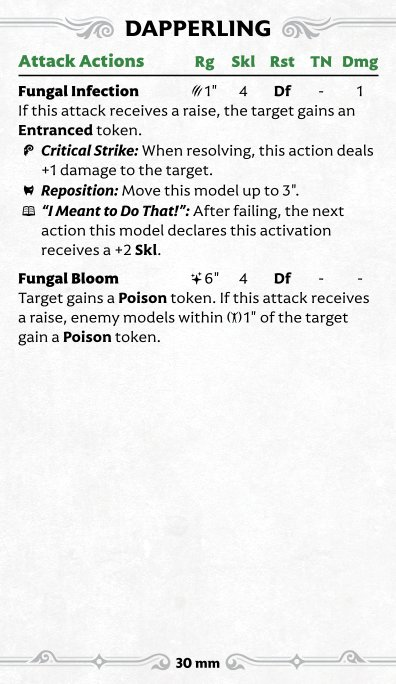 DAPPERLING
Attack Actions Rg Skl Rst TN Dmg
Fungal Infection 1" 4 Df - 1
If this attack receives a raise, the target gains an
Entranced token.
Critical Strike: When resolving, this action deals
+1 damage to the target.
Reposition: Move this model up to 3".
“I Meant to Do That!”: After failing, the next
action this model declares this activation
receives a +2 Skl.
Fungal Bloom 6" 4 Df - -
Target gains a Poison token. If this attack receives
a raise, enemy models within 1" of the target
gain a Poison token.
30 mm